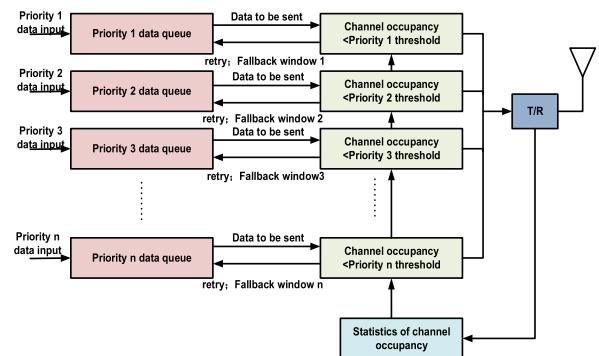 Priority 1
data input
Priority 1 data queue
Data to be sent
retry; Fallback window 1
Channel occupancy
<Priority 1 threshold
Priority 2
data input
Priority 2 data queue
Data to be sent
retry; Fallback window 2
Channel occupancy
<Priority 2 threshold
Priority 3
data input
Priority 3 data queue
Data to be sent
retry; Fallback window3
Channel occupancy
<Priority 3 threshold
T/R
Priority n
data input
Priority n data queue
Data to be sent
retry; Fallback window n
Channel occupancy
<Priority n threshold
Statistics of channel
occupancy